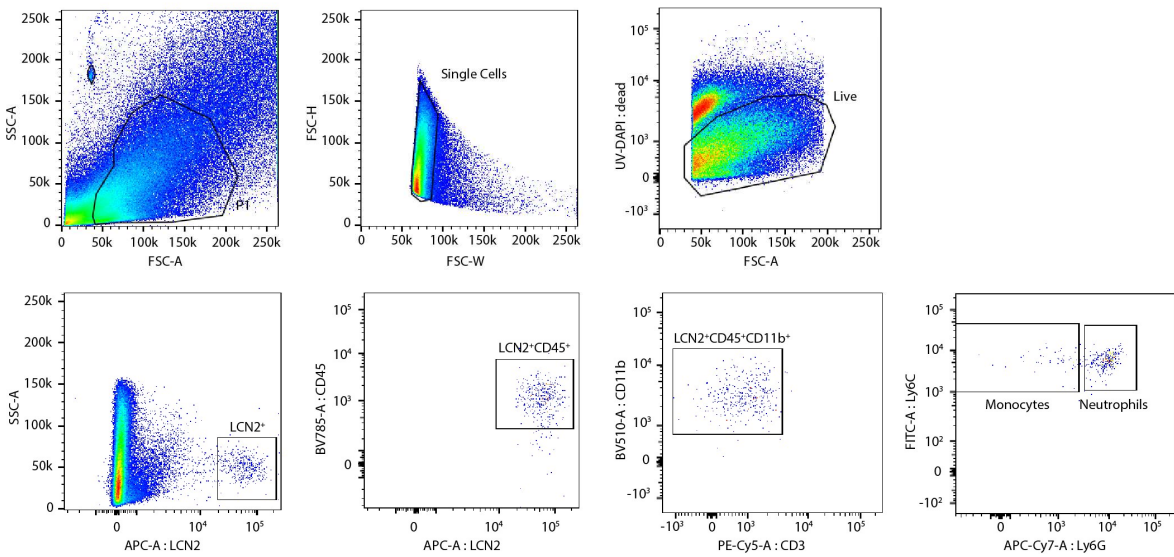 250k
200k
150k
100k
50k
0
SSC-A
P1
0 50k 100k 150k 200k 250k
FSC-A
250k
200k
150k
100k
50k
0
FSC-H
Single Cells
0 50k 100k 150k 200k 250k
FSC-W
10⁵
10⁴
10³
0
-10³
UV-DAPI : dead
Live
50k 100k 150k 200k 250k
FSC-A
250k
200k
150k
100k
50k
0
SSC-A
LCN2⁺
0 10⁴ 10⁵
APC-A : LCN2
10⁵
10⁴
10³
0
BV785-A : CD45
LCN2⁺CD45⁺
0 10⁴ 10⁵
APC-A : LCN2
10⁵
10⁴
10³
0
-10³
BV510-A : CD11b
LCN2⁺CD45⁺CD11b⁺
-10³ 0 10³ 10⁴ 10⁵
PE-Cy5-A : CD3
10⁵
10⁴
10³
10²
0
-10²
FITC-A : Ly6C
Monocytes
Neutrophils
0 10³ 10⁴ 10⁵
APC-Cy7-A : Ly6G